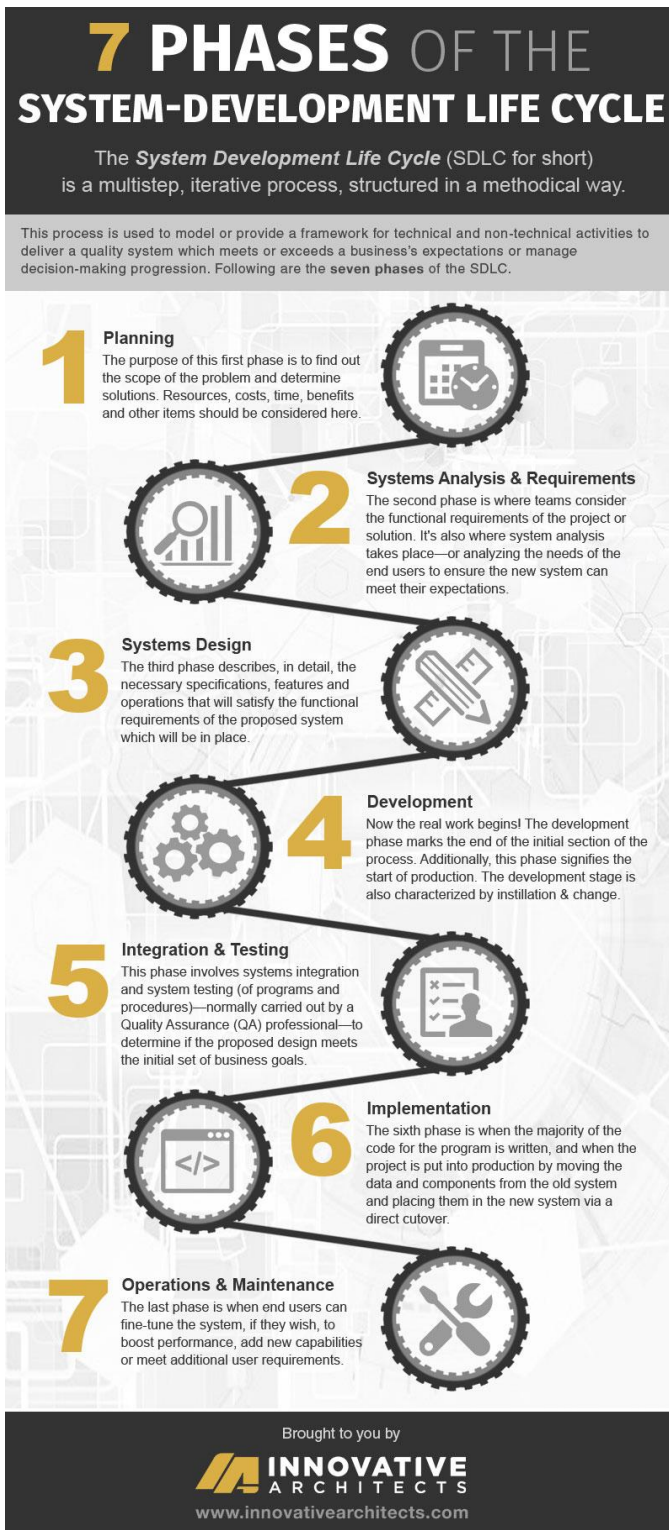 7 PHASES OF THE
SYSTEM-DEVELOPMENT LIFE CYCLE
The System Development Life Cycle (SDLC for short)
is a multistep, iterative process, structured in a methodical way.
This process is used to model or provide a framework for technical and non-technical activities to
deliver a quality system which meets or exceeds a business's expectations or manage
decision-making progression. Following are the seven phases of the SDLC.
1
Planning
The purpose of this first phase is to find out
the scope of the problem and determine
solutions. Resources, costs, time, benefits
and other items should be considered here.
2
Systems Analysis & Requirements
The second phase is where teams consider
the functional requirements of the project or
solution. It's also where system analysis
takes place—or analyzing the needs of the
end users to ensure the new system can
meet their expectations.
3
Systems Design
The third phase describes, in detail, the
necessary specifications, features and
operations that will satisfy the functional
requirements of the proposed system
which will be in place.
4
Development
Now the real work begins! The development
phase marks the end of the initial section of the
process. Additionally, this phase signifies the
start of production. The development stage is
also characterized by instillation & change.
5
Integration & Testing
This phase involves systems integration
and system testing (of programs and
procedures)—normally carried out by a
Quality Assurance (QA) professional—to
determine if the proposed design meets
the initial set of business goals.
</>
6
Implementation
The sixth phase is when the majority of the
code for the program is written, and when the
project is put into production by moving the
data and components from the old system
and placing them in the new system via a
direct cutover.
7
Operations & Maintenance
The last phase is when end users can
fine-tune the system, if they wish, to
boost performance, add new capabilities
or meet additional user requirements.
Brought to you by
INNOVATIVE
ARCHITECTS
www.innovativearchitects.com